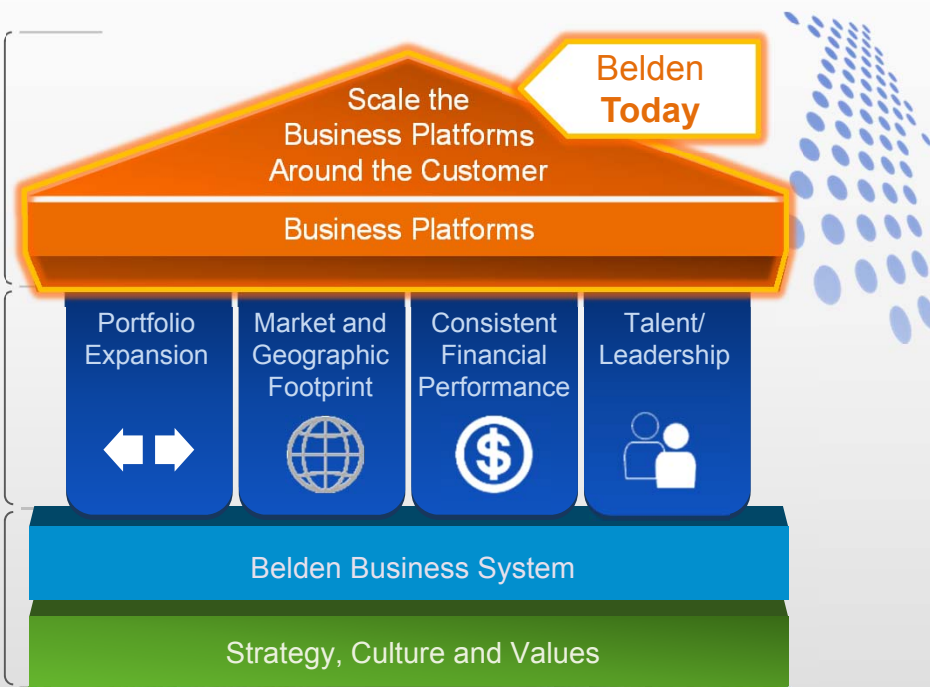 Belden
Today
Scale the
Business Platforms
Around the Customer
Business Platforms
Portfolio
Expansion
Market and
Geographic
Footprint
Consistent
Financial
Performance
Talent/
Leadership
$
Belden Business System
Strategy, Culture and Values